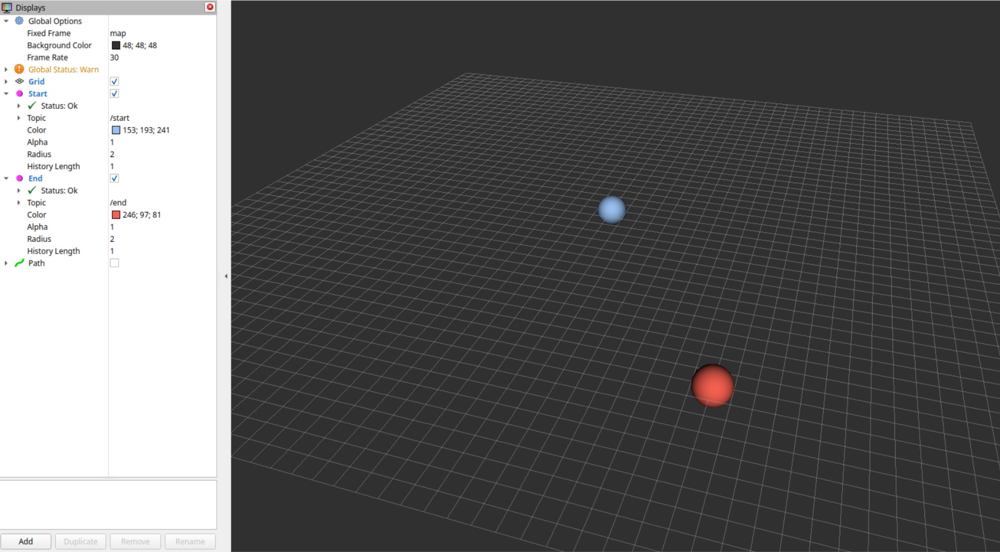 Displays
Global Options
Fixed Frame map
Background Color 48; 48; 48
Frame Rate 30
Global Status: Warn
Grid
Start
Status: Ok
Topic /start
Color 153; 193; 241
Alpha 1
Radius 2
History Length 1
End
Status: Ok
Topic /end
Color 246; 97; 81
Alpha 1
Radius 2
History Length 1
Path
Add Duplicate Remove Rename